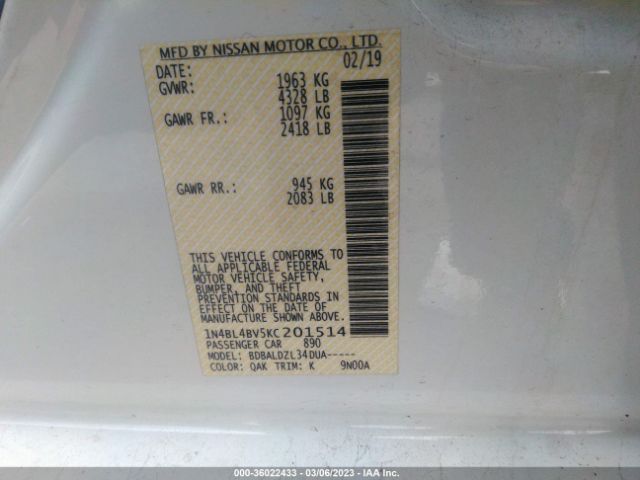 MFD BY NISSAN MOTOR CO., LTD.
DATE: 02/19
GVWR: 1963 KG
4328 LB
GAWR FR.: 1097 KG
2418 LB
GAWR RR.: 945 KG
2083 LB
THIS VEHICLE CONFORMS TO
ALL APPLICABLE FEDERAL
MOTOR VEHICLE SAFETY,
BUMPER, AND THEFT
PREVENTION STANDARDS IN
EFFECT ON THE DATE OF
MANUFACTURE SHOWN ABOVE.
1N4BL4BV5KC201514
PASSENGER CAR 890
MODEL: BDBALDZL34DUA-----
COLOR: QAK TRIM: K 9N00A
000-36022433 - 03/06/2023 - IAA Inc.